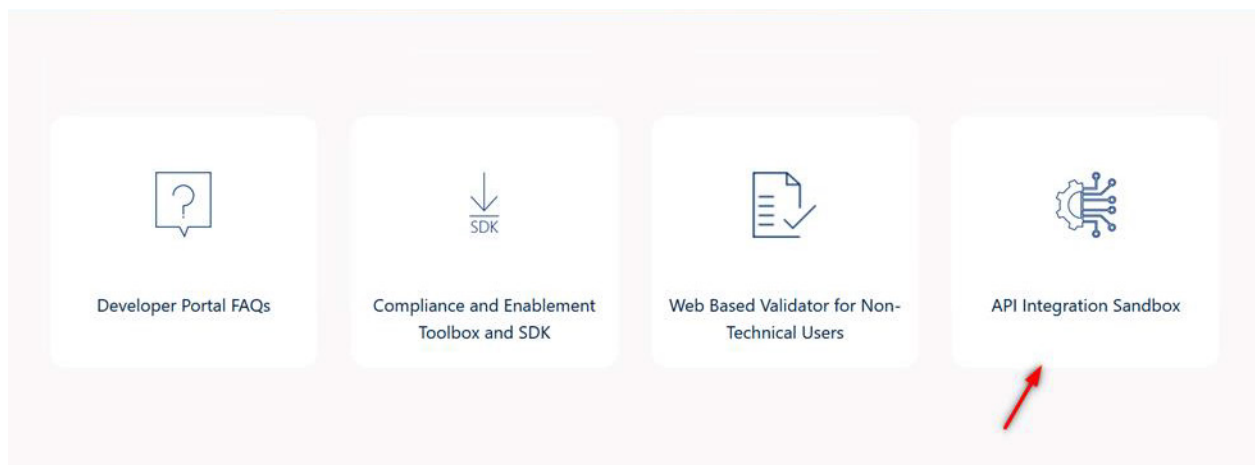 ?
SDK
Developer Portal FAQs
Compliance and Enablement
Toolbox and SDK
Web Based Validator for Non-
Technical Users
API Integration Sandbox